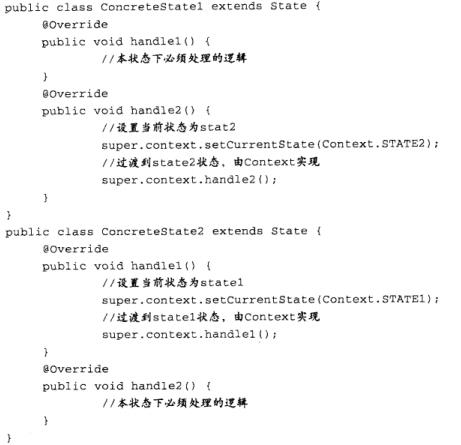 public class ConcreteState1 extends State {
@Override
public void handle1() {
//本状态下必须处理的逻辑
}
@Override
public void handle2() {
//设置当前状态为stat2
super.context.setCurrentState(Context.STATE2);
//过渡到state2状态，由Context实现
super.context.handle2();
}
}
public class ConcreteState2 extends State {
@Override
public void handle1() {
//设置当前状态为state1
super.context.setCurrentState(Context.STATE1);
//过渡到state1状态，由Context实现
super.context.handle1();
}
@Override
public void handle2() {
//本状态下必须处理的逻辑
}
}